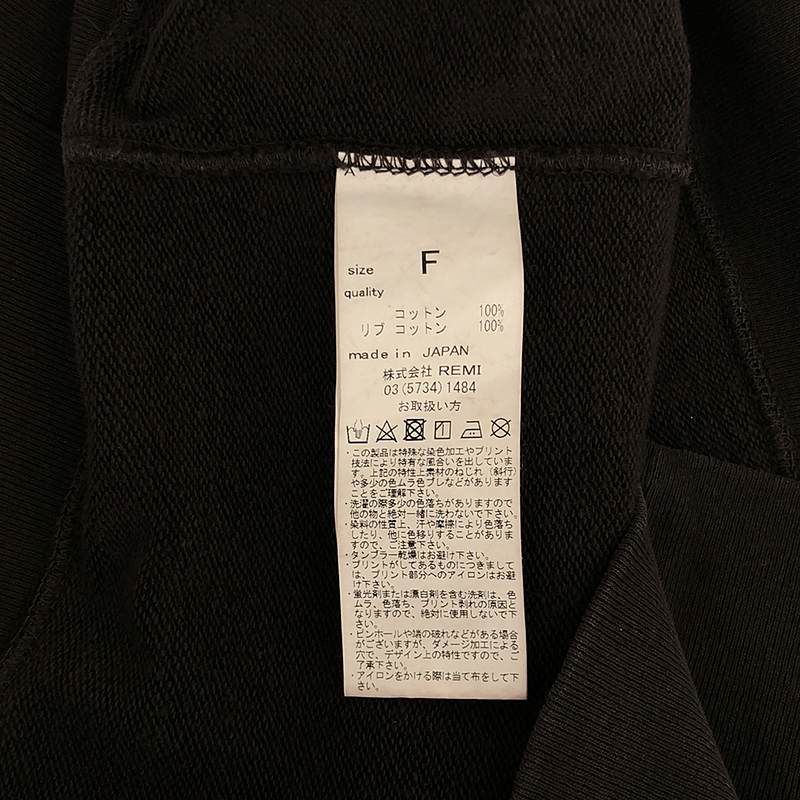 size F
quality
コットン 100%
リブ コットン 100%
made in JAPAN
株式会社 REMI
03(5734)1484
お取扱い方
・この製品は特殊な染色加工やプリント
技法により特有な風合いを出していま
す。上記の特性上素材のねじれ（斜行）
や多少の色ムラ色ブレなどがあります
ことをご理解下さい。
・洗濯の際多少の色落ちがありますので
他の物と絶対一緒に洗わないで下さい。
・染料の性質上、汗や摩擦により色落ち
したり、他に色移りすることがありま
すので、ご注意下さい。
・タンブラー乾燥はお避け下さい。
・プリントがしてあるものにつきまして
は、プリント部分へのアイロンはお避
け下さい。
・蛍光剤または漂白剤を含む洗剤は、色
ムラ、色落ち、プリント剥れの原因と
なりますので、絶対に使用しないで下
さい。
・ピンホールや端の破れなどがある場合
がございますが、ダメージ加工による
穴で、デザイン上の特性ですので、ご
了承下さい。
・アイロンをかける際は当て布をして下
さい。